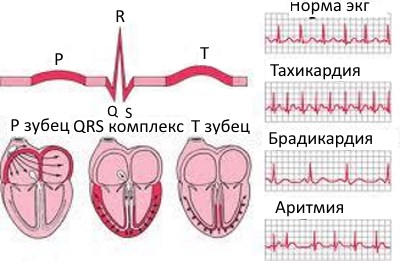 Норма экг
R
P
T
Тахикардия
Q
S
P зубец QRS комплекс T зубец
Брадикардия
Аритмия